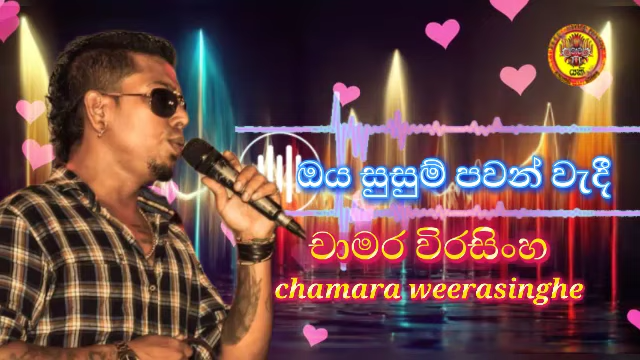 ඔය සුසුම් පවන් වැදී
චාමර විරසිංහ
chamara weerasinghe